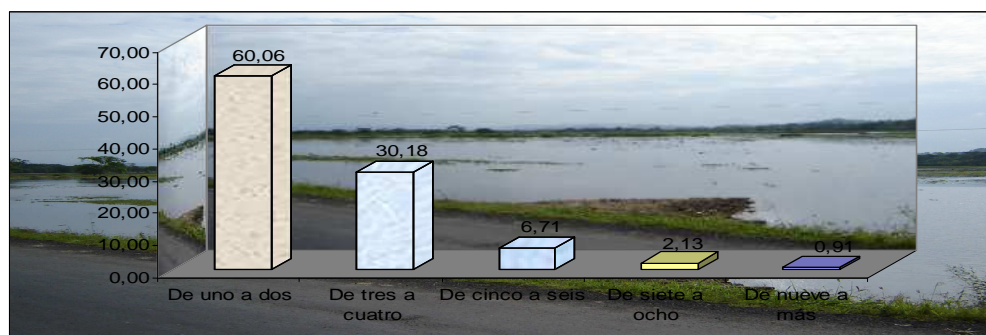 70,00
60,00
50,00
40,00
30,00
20,00
10,00
0,00
60,06
30,18
6,71
2,13
0,91
De uno a dos
De tres a
cuatro
De cinco a seis
De siete a
ocho
De nueve a
más